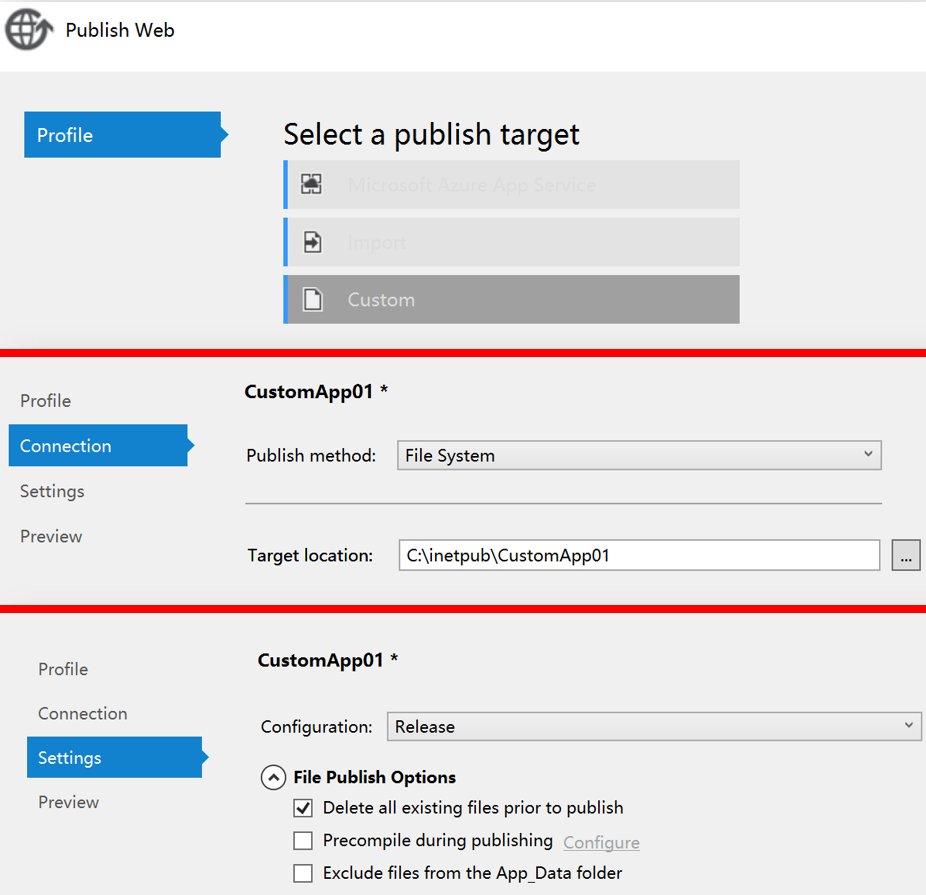 Publish Web
Profile
Select a publish target
Microsoft Azure App Service
Import
Custom
Profile
Connection
Settings
Preview
CustomApp01 *
Publish method: File System
Target location: C:\inetpub\CustomApp01 ...
Profile
Connection
Settings
Preview
CustomApp01 *
Configuration: Release
File Publish Options
Delete all existing files prior to publish
Precompile during publishing Configure
Exclude files from the App_Data folder